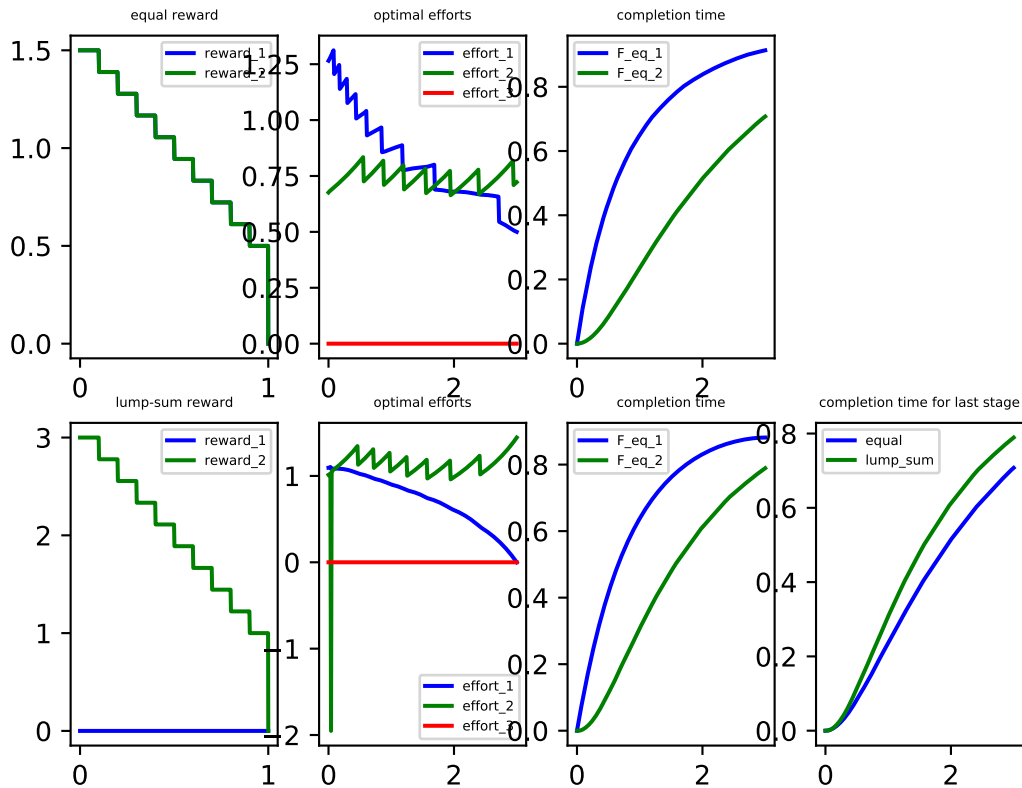 equal reward
1.5
1.0
0.5
0.0
0
1
reward_1
reward_2
optimal efforts
1.25
1.00
0.75
0.50
0.25
0.00
0
2
effort_1
effort_2
effort_3
completion time
0.8
0.6
0.4
0.2
0.0
0
2
F_eq_1
F_eq_2
lump-sum reward
3
2
1
0
0
1
reward_1
reward_2
optimal efforts
1
0
−1
−2
0
2
effort_1
effort_2
effort_3
completion time
0.8
0.6
0.4
0.2
0.0
0
2
F_eq_1
F_eq_2
completion time for last stage
0.8
0.6
0.4
0.2
0.0
0
2
equal
lump_sum